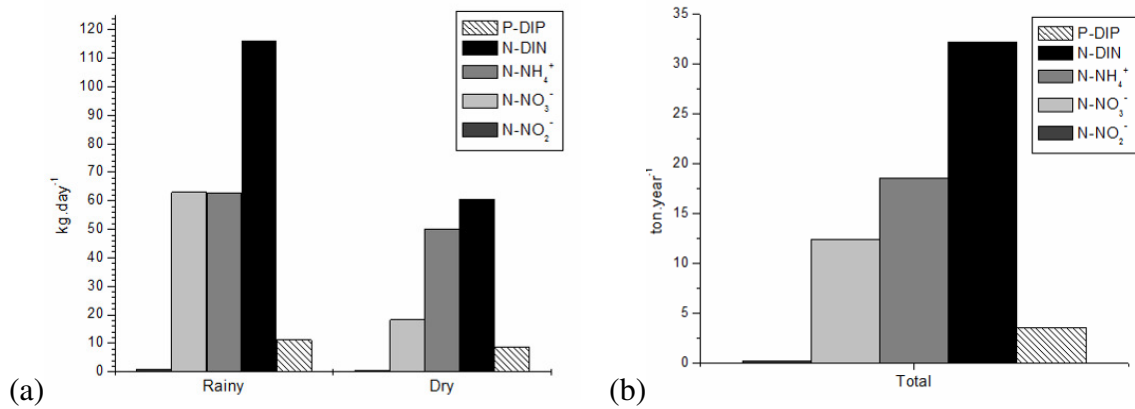 120
110
100
90
80
70
60
50
40
30
20
10
0
kg.day⁻¹
Rainy
Dry
P-DIP
N-DIN
N-NH₄⁺
N-NO₃⁻
N-NO₂⁻
(a)
35
30
25
20
15
10
5
0
ton.year⁻¹
Total
P-DIP
N-DIN
N-NH₄⁺
N-NO₃⁻
N-NO₂⁻
(b)